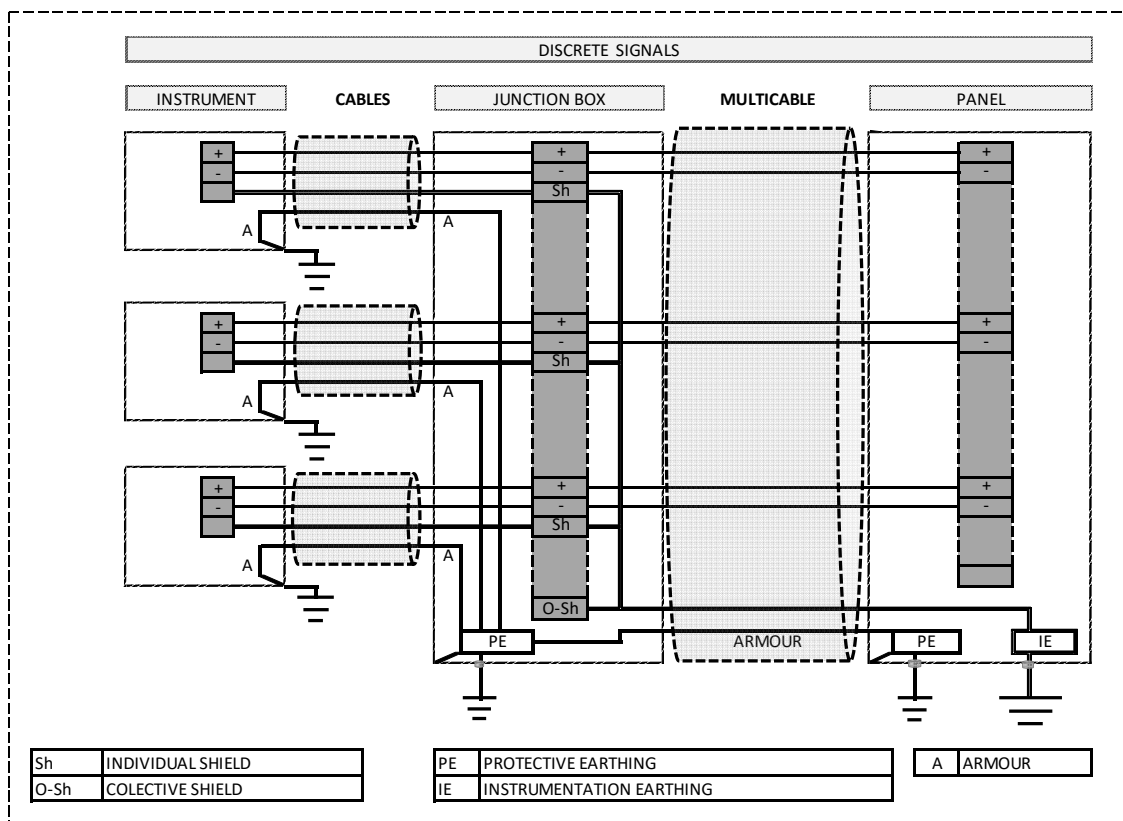 DISCRETE SIGNALS
INSTRUMENT CABLES JUNCTION BOX MULTICABLE PANEL
+ + +
- - -
Sh
A A
+ + +
- - -
Sh
A A
+ + +
- - -
Sh
A A
O-Sh
PE ARMOUR PE IE
Sh INDIVIDUAL SHIELD PE PROTECTIVE EARTHING A ARMOUR
O-Sh COLECTIVE SHIELD IE INSTRUMENTATION EARTHING